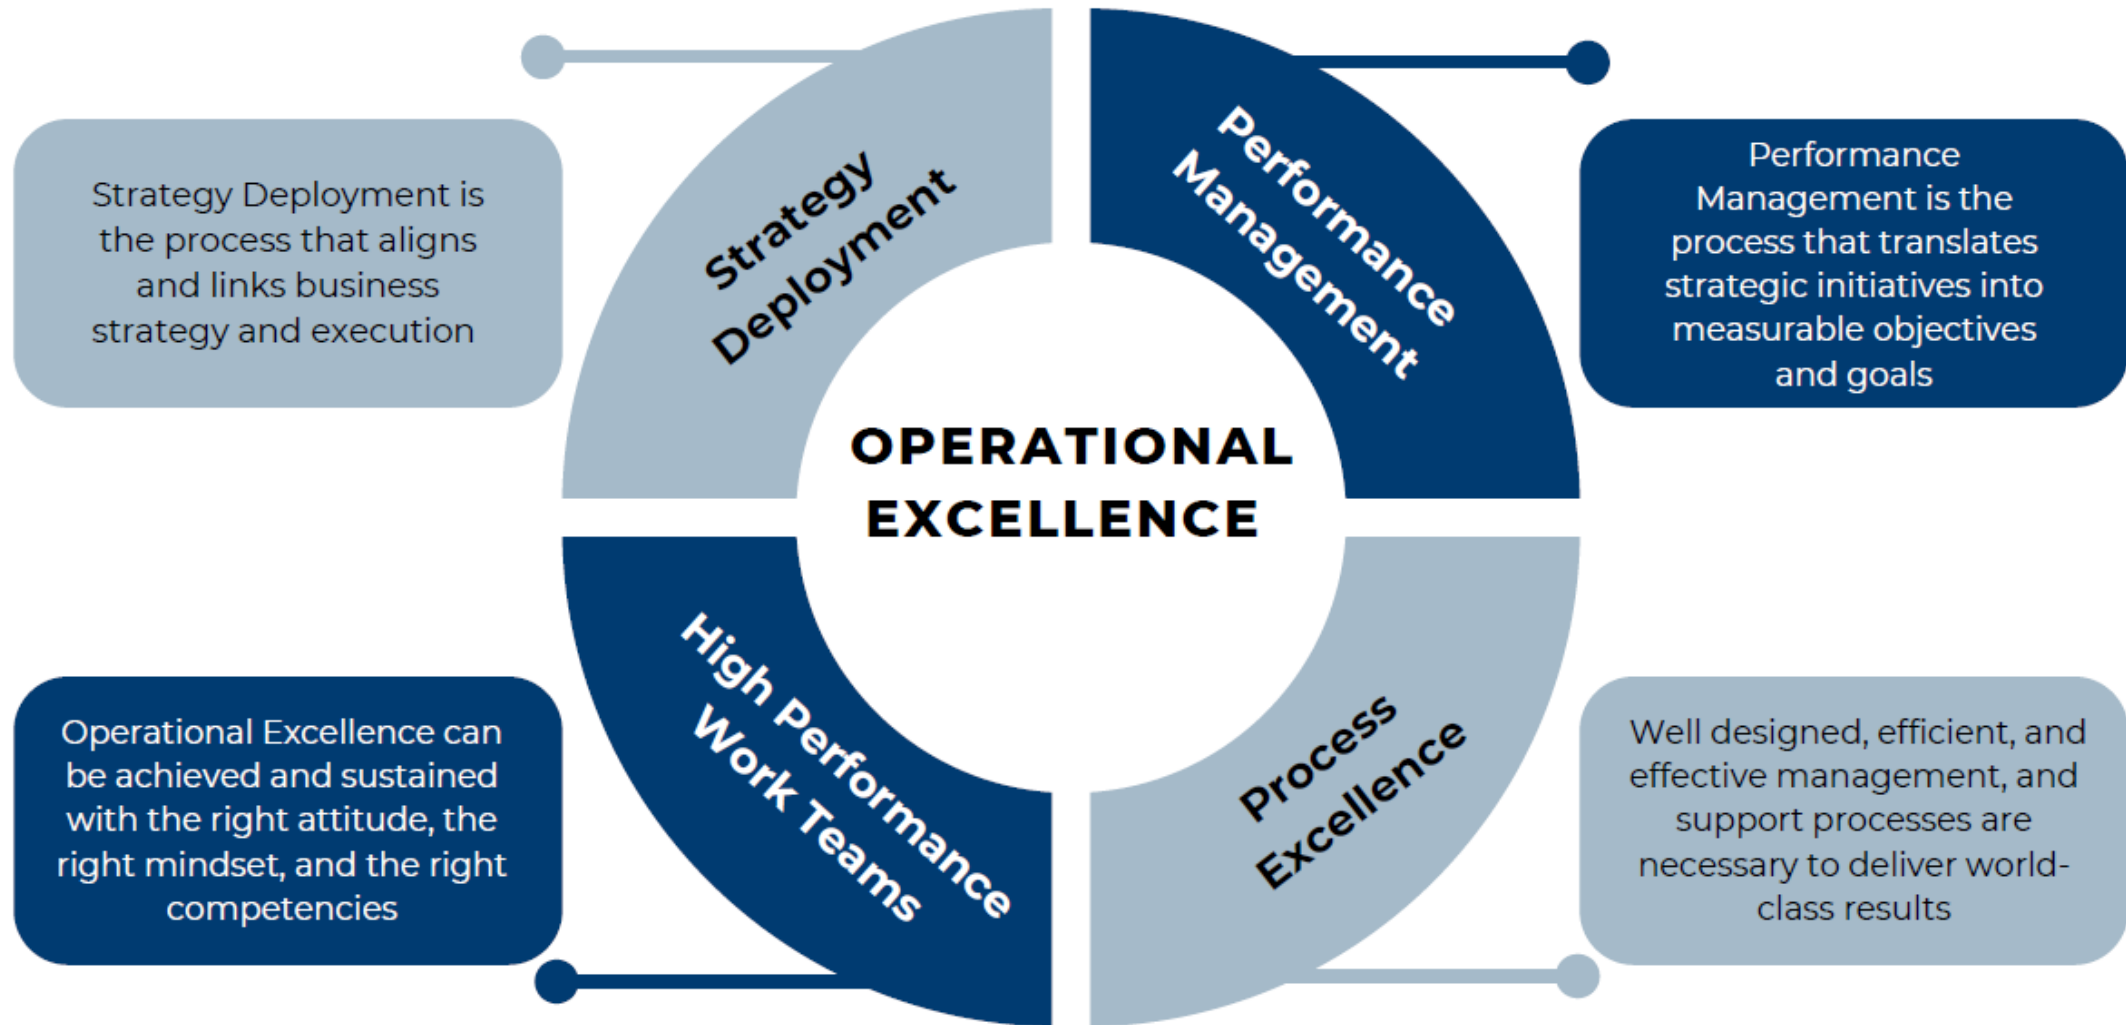 Strategy Deployment is
the process that aligns
and links business
strategy and execution
Strategy
Deployment
Performance
Management
Performance
Management is the
process that translates
strategic initiatives into
measurable objectives
and goals
OPERATIONAL
EXCELLENCE
Operational Excellence can
be achieved and sustained
with the right attitude, the
right mindset, and the right
competencies
High Performance
Work Teams
Process
Excellence
Well designed, efficient, and
effective management, and
support processes are
necessary to deliver world-
class results